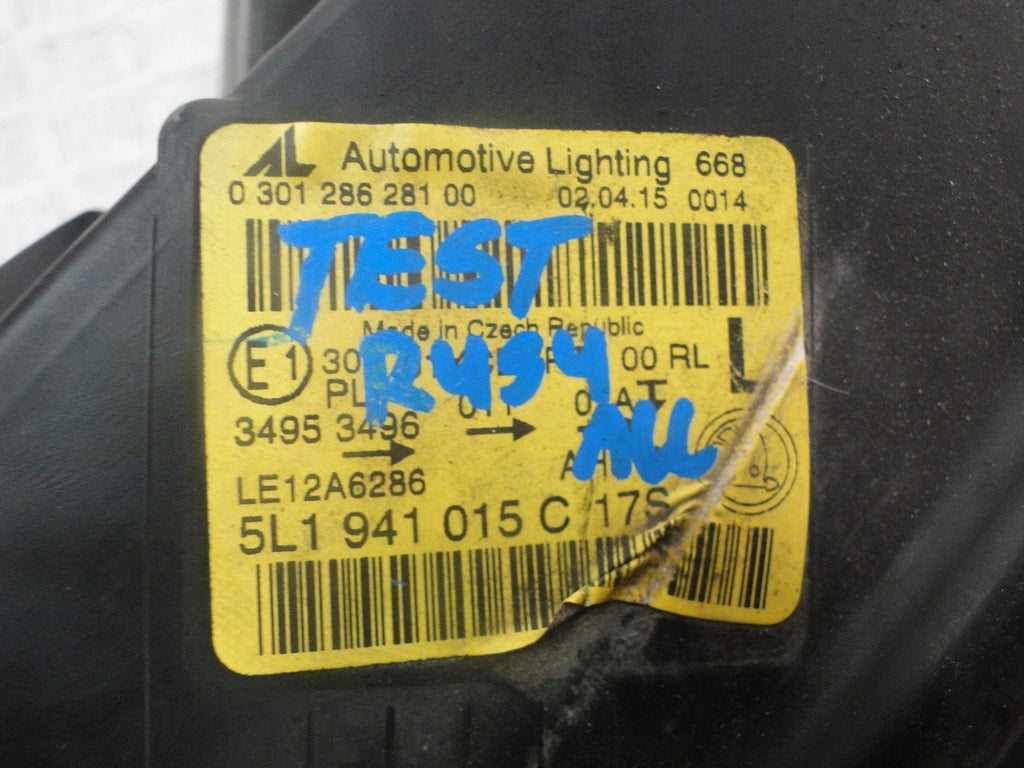 AL Automotive Lighting 668
0 301 286 281 00 02.04.15 0014
TEST
Made in Czech Republic
E1 00 RL L
PL
RYSY
3495 3496
ALL
LE12A6286
5L1 941 015 C 17S